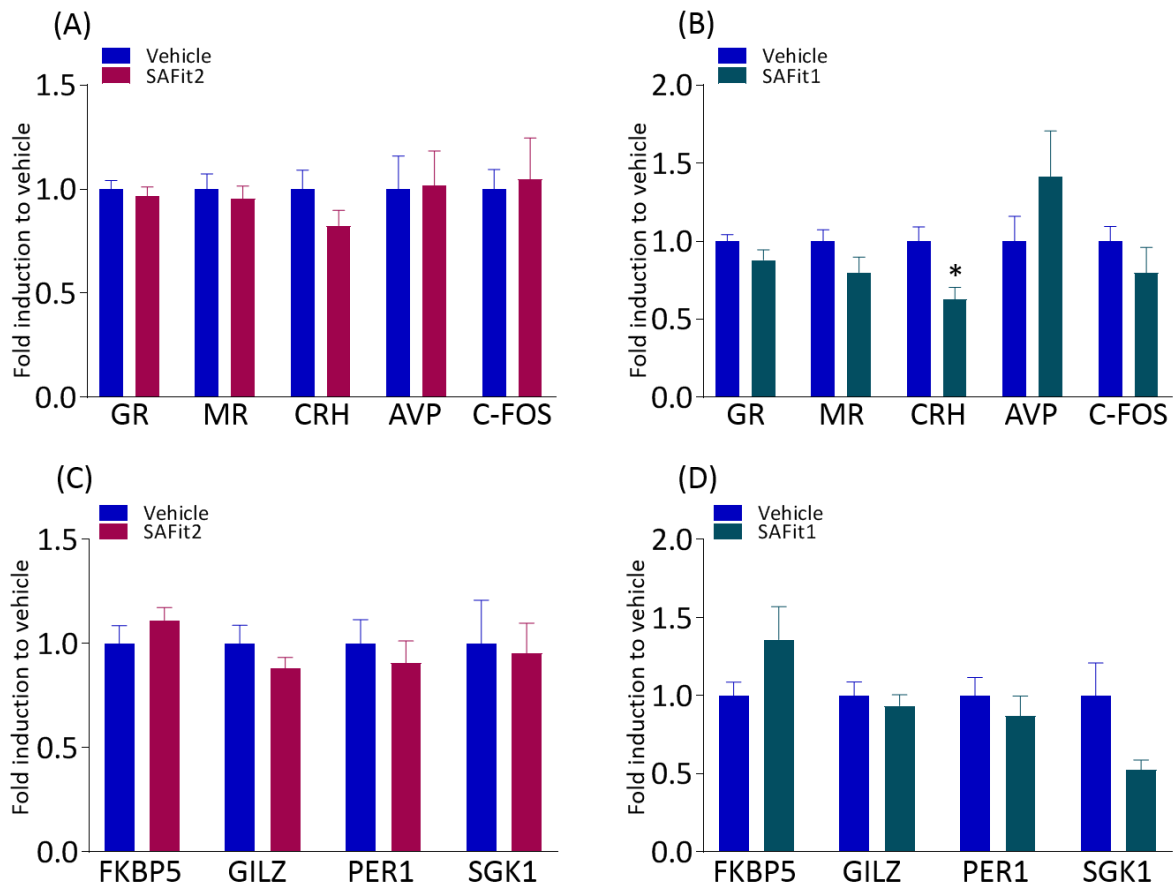 (A)
Vehicle
SAFit2
Fold induction to vehicle
1.5
1.0
0.5
0.0
GR MR CRH AVP C-FOS
(B)
Vehicle
SAFit1
Fold induction to vehicle
2.0
1.5
1.0
0.5
0.0
*
GR MR CRH AVP C-FOS
(C)
Vehicle
SAFit2
Fold induction to vehicle
1.5
1.0
0.5
0.0
FKBP5 GILZ PER1 SGK1
(D)
Vehicle
SAFit1
Fold induction to vehicle
2.0
1.5
1.0
0.5
0.0
FKBP5 GILZ PER1 SGK1